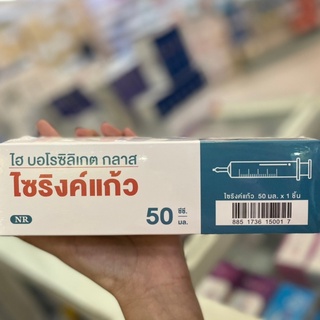 ไฮ บอโรซิลิเกต กลาส
ไซริงค์แก้ว
NR
50 ซีซี.
มล.
ไซริงค์แก้ว 50 มล. x 1 ชิ้น
885 1736 15001 7